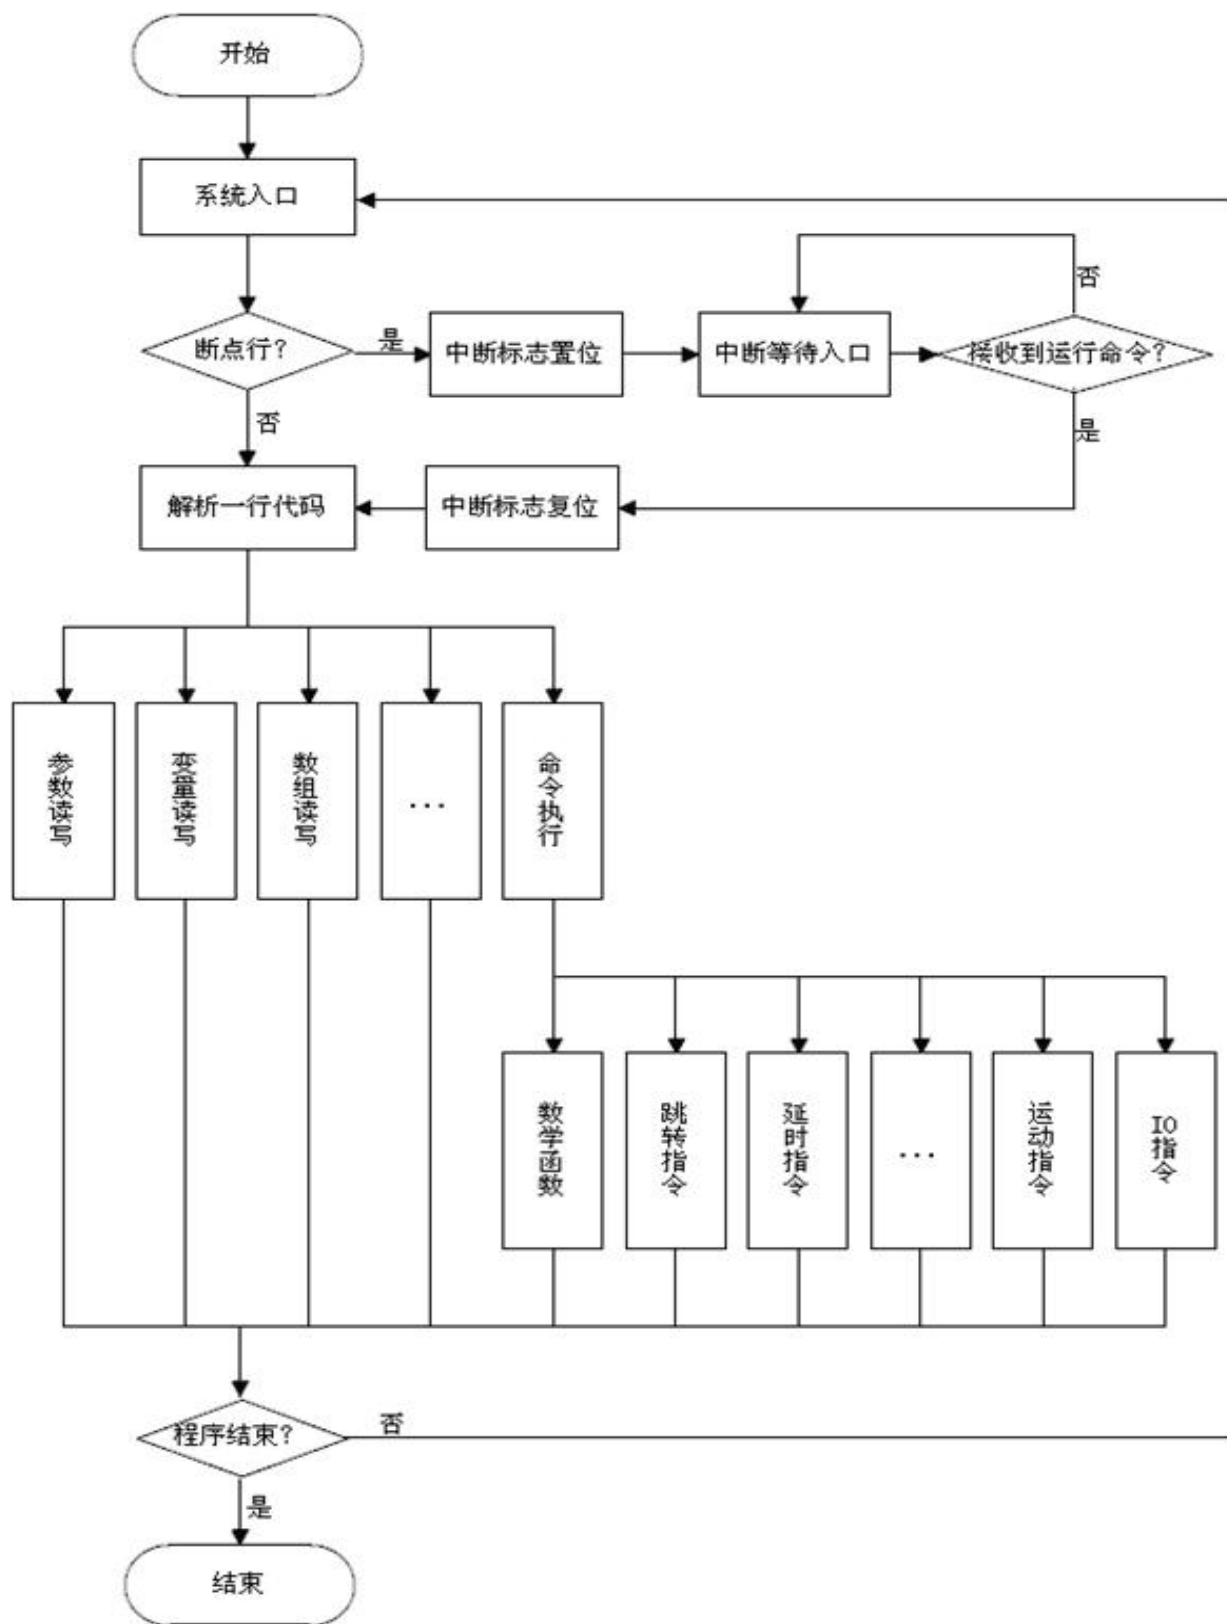 开始
系统入口
否
断点行?
是
中断标志置位
中断等待入口
接收到运行命令?
否
是
解析一行代码
中断标志复位
参数读写
变量读写
数组读写
...
命令执行
数学函数
跳转指令
延时指令
...
运动指令
IO指令
程序结束?
否
是
结束